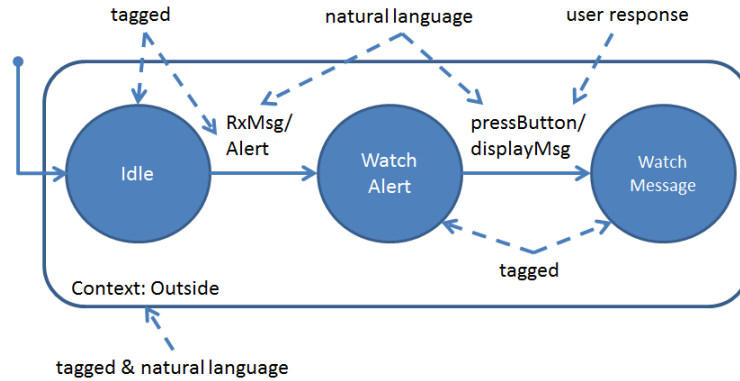 tagged
natural language
user response
RxMsg/
Alert
pressButton/
displayMsg
Idle
Watch
Alert
Watch
Message
tagged
Context: Outside
tagged & natural language